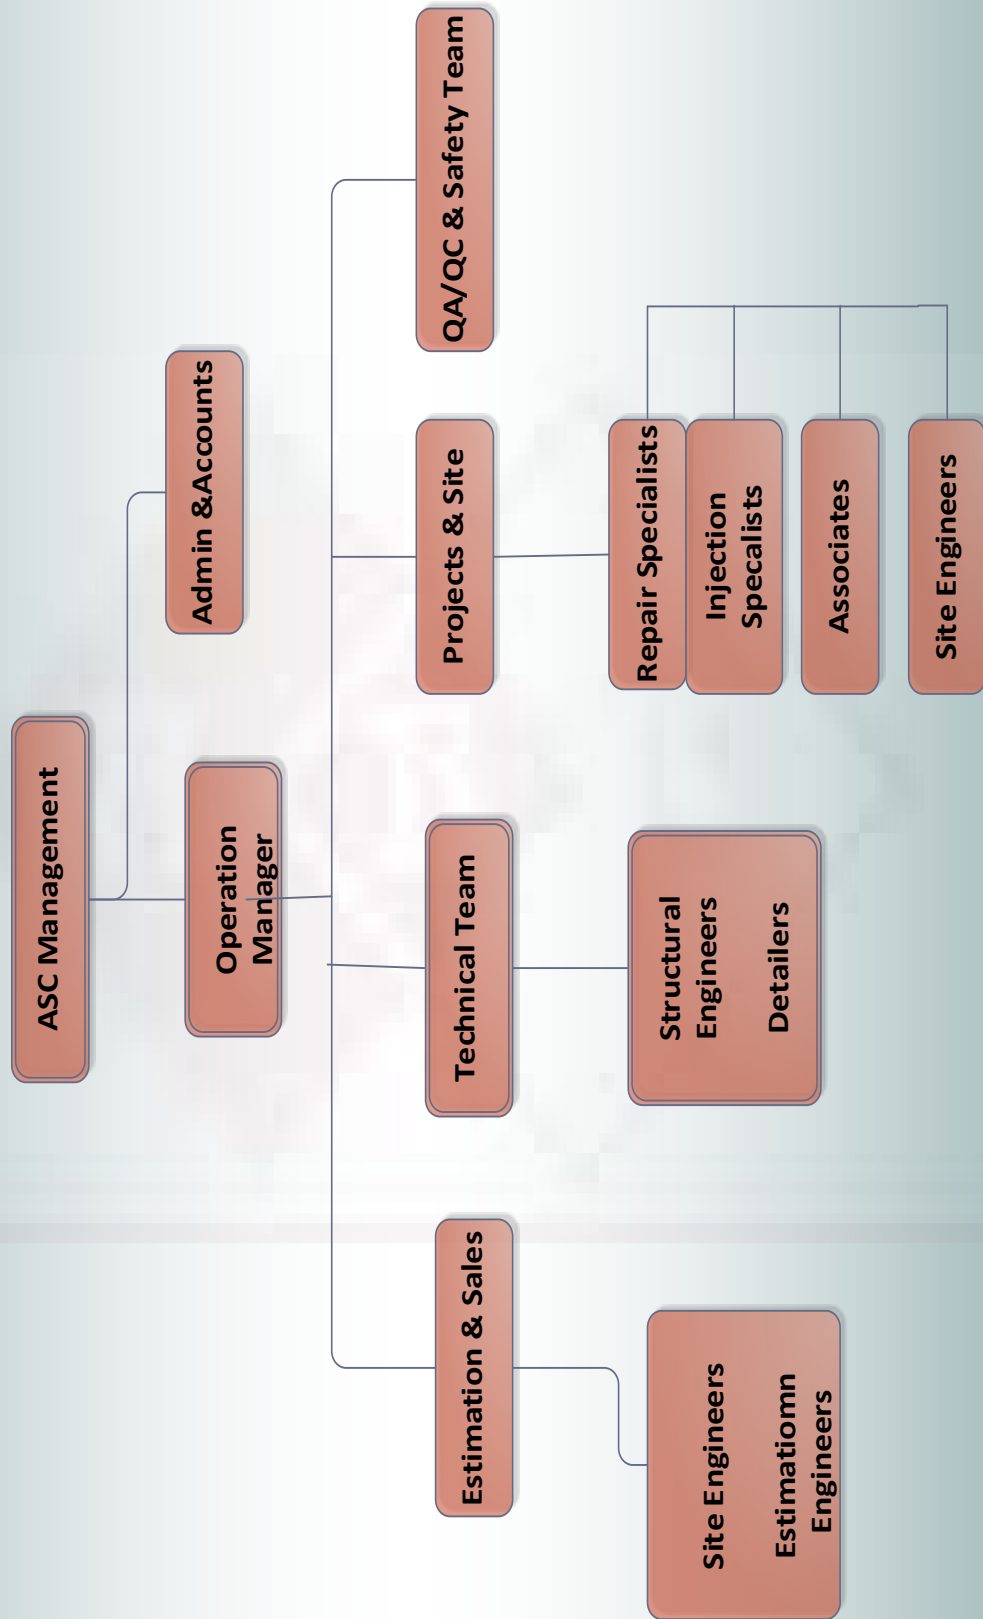 ASC Management
Admin &Accounts
Operation
Manager
Estimation & Sales
Technical Team
Projects & Site
QA/QC & Safety Team
Site Engineers
Estimatiomn
Engineers
Structural
Engineers
Detailers
Repair Specialists
Injection
Specalists
Associates
Site Engineers